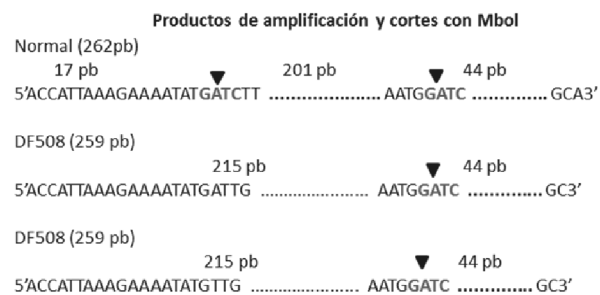 Productos de amplificación y cortes con MboI
Normal (262pb)
17 pb 201 pb 44 pb
5’ACCATTAAAGAAAATATGATCTT ..................... AATGGATC .............. GCA3’
DF508 (259 pb)
215 pb 44 pb
5’ACCATTAAAGAAAATATGATTG ...................... AATGGATC .............. GC3’
DF508 (259 pb)
215 pb 44 pb
5’ACCATTAAAGAAAATATGTTG ...................... AATGGATC .............. GC3’